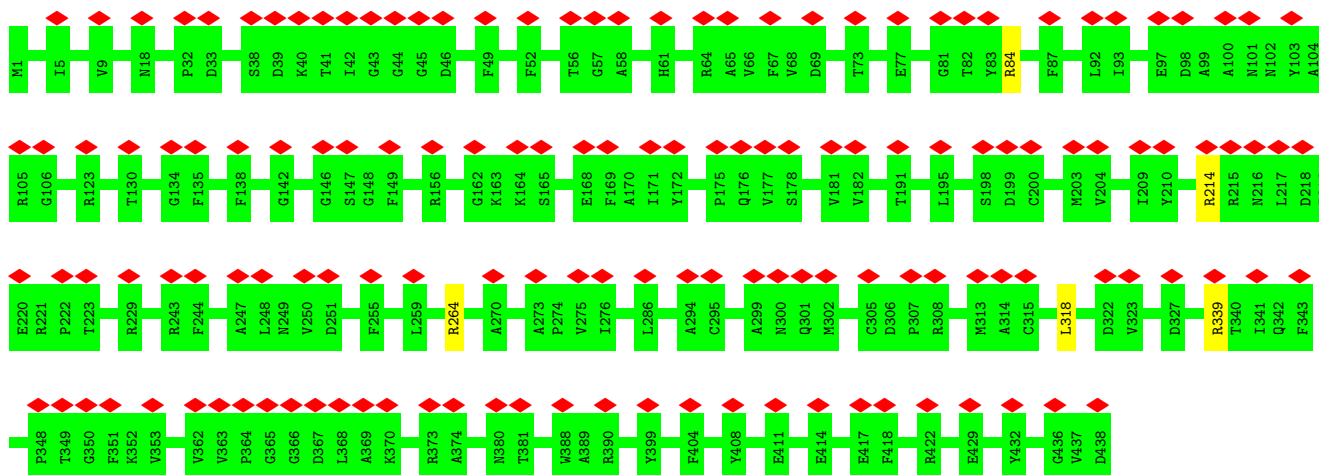 M1 I5 V9 N18 P32 D33 S38 D39 K40 T41 I42 G43 G44 G45 D46 F49 F52 T56 G57 A58 H61 R64 A65 V66 F67 V68 D69 T73 E77 G81 T82 Y83 R84 F87 L92 I93 E97 D98 A99 A100 N101 N102 Y103 A104
R105 G106 R123 T130 G134 F135 F138 G142 G146 S147 G148 F149 R156 G162 K163 K164 S165 E168 F169 A170 I171 Y172 P175 Q176 V177 S178 V181 V182 T191 L195 S198 D199 C200 M203 V204 I209 Y210 R214 R215 N216 L217 D218
E220 R221 P222 T223 R229 R243 F244 A247 I248 N249 V250 D251 F255 L259 R264 A270 A273 P274 V275 I276 L286 A294 C295 A299 N300 Q301 M302 C305 D306 P307 R308 M313 A314 C315 L318 D322 V323 D327 R339 T340 I341 Q342 F343
P348 T349 G350 F351 K352 V353 V362 V363 P364 G365 G366 D367 L368 A369 K370 R373 A374 N380 T381 W388 A389 R390 Y399 F404 Y408 E411 E414 E417 F418 R422 E429 Y432 G436 V437 D438